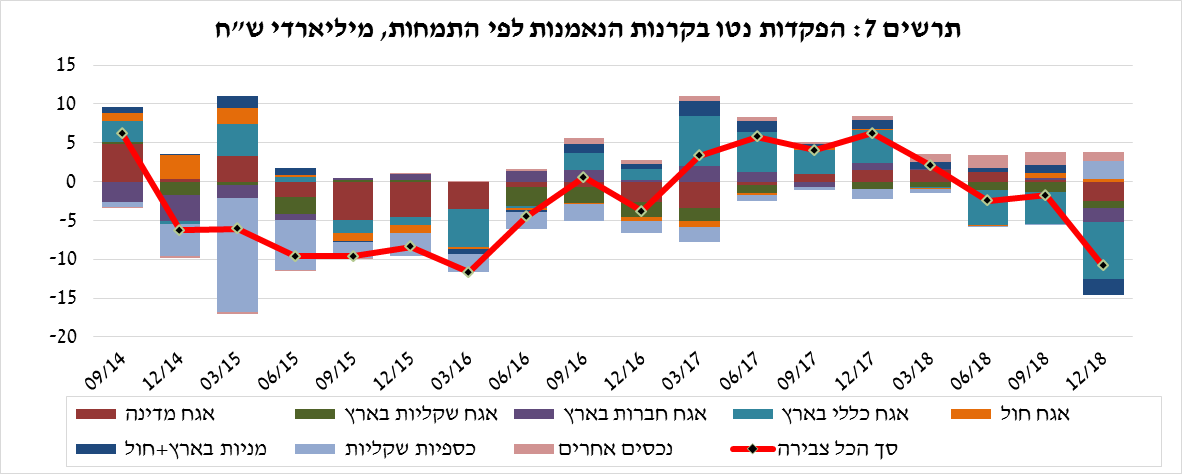 תרשים 7: הפקדות נטו בקרנות הנאמנות לפי התמחות, מיליארדי ש״ח
15
10
5
0
-5
-10
-15
-20
09/14 12/14 03/15 06/15 09/15 12/15 03/16 06/16 09/16 12/16 03/17 06/17 09/17 12/17 03/18 06/18 09/18 12/18
אגח מדינה אגח שקליות בארץ אגח חברות בארץ אגח כללי בארץ אגח חול
מניות בארץ+חול כספיות שקליות נכסים אחרים סך הכל צבירה